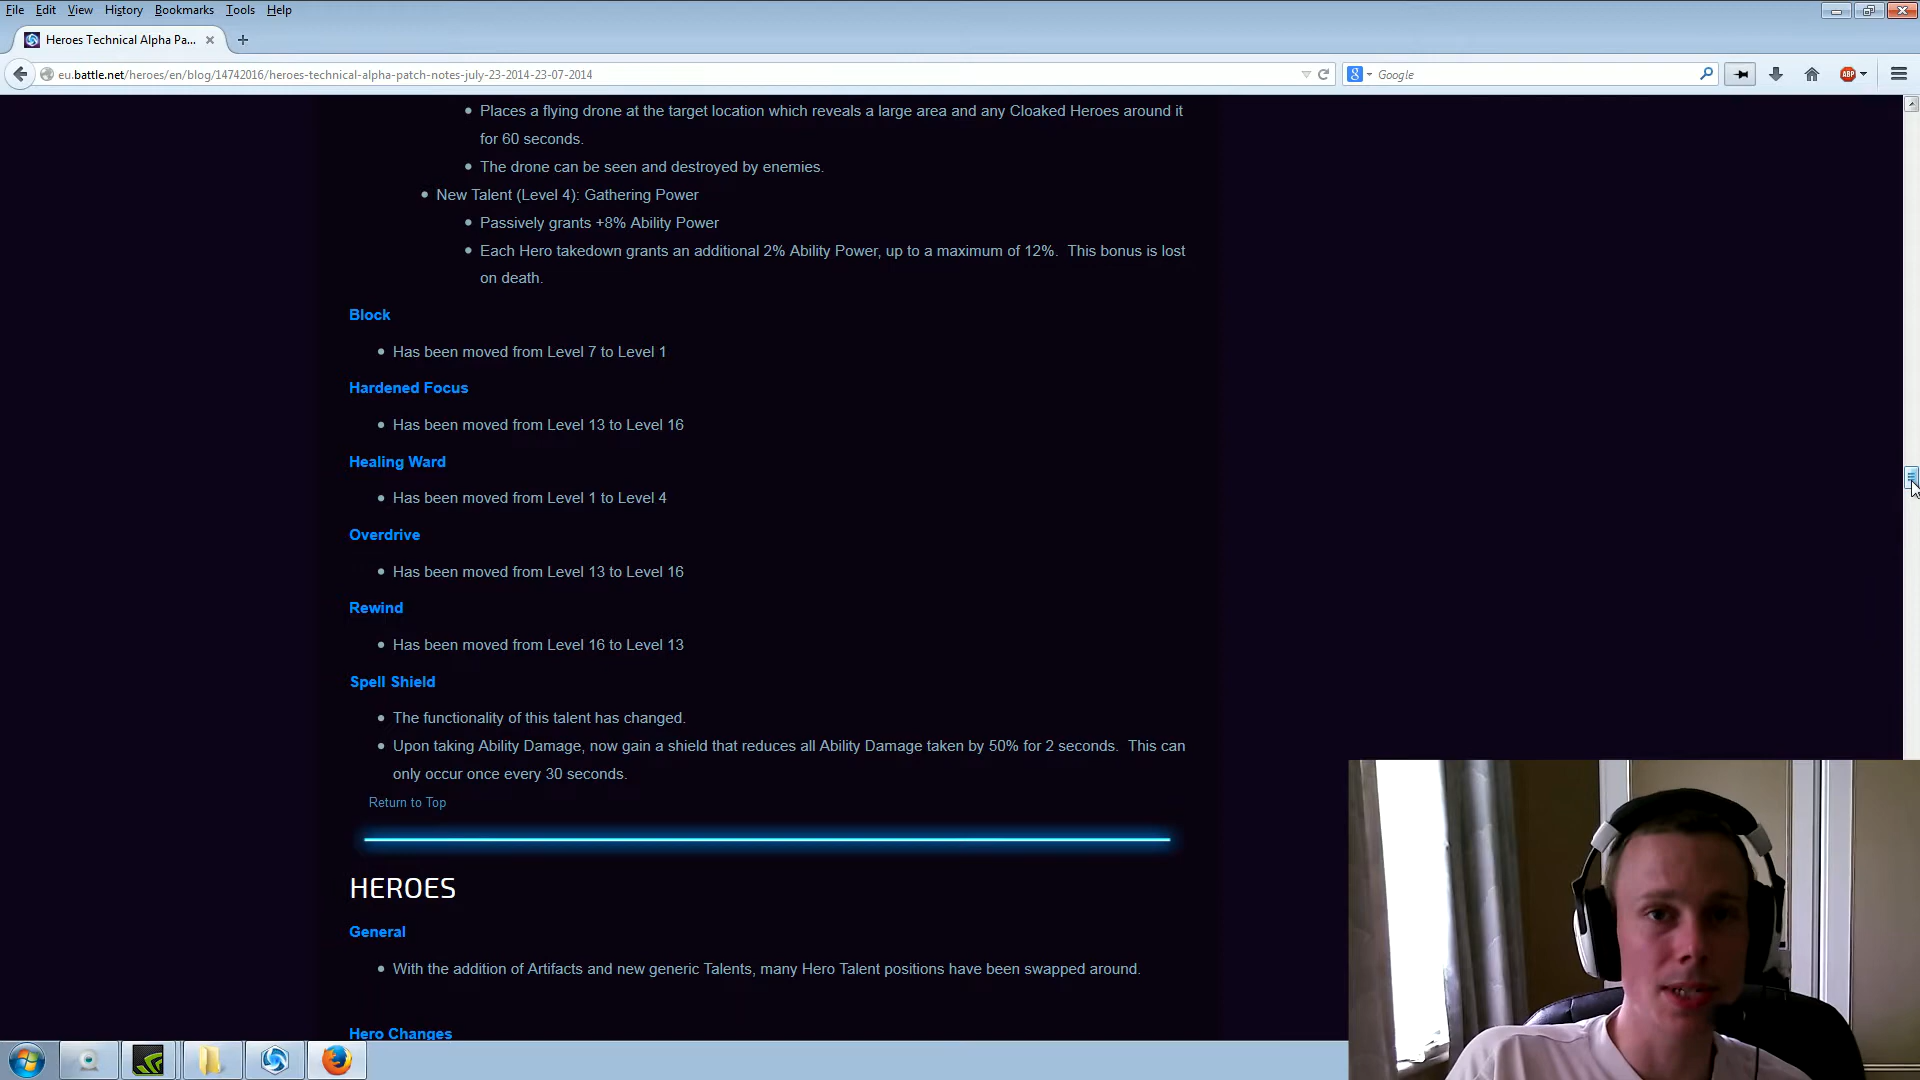 File Edit View History Bookmarks Tools Help
Heroes Technical Alpha Pa...
eu.battle.net/heroes/en/blog/14742016/heroes-technical-alpha-patch-notes-july-23-2014-23-07-2014
Google
ABP
Places a flying drone at the target location which reveals a large area and any Cloaked Heroes around it
for 60 seconds.
The drone can be seen and destroyed by enemies.
New Talent (Level 4): Gathering Power
Passively grants +8% Ability Power
Each Hero takedown grants an additional 2% Ability Power, up to a maximum of 12%. This bonus is lost
on death.
Block
Has been moved from Level 7 to Level 1
Hardened Focus
Has been moved from Level 13 to Level 16
Healing Ward
Has been moved from Level 1 to Level 4
Overdrive
Has been moved from Level 13 to Level 16
Rewind
Has been moved from Level 16 to Level 13
Spell Shield
The functionality of this talent has changed.
Upon taking Ability Damage, now gain a shield that reduces all Ability Damage taken by 50% for 2 seconds. This can
only occur once every 30 seconds.
Return to Top
HEROES
General
With the addition of Artifacts and new generic Talents, many Hero Talent positions have been swapped around.
Hero Changes